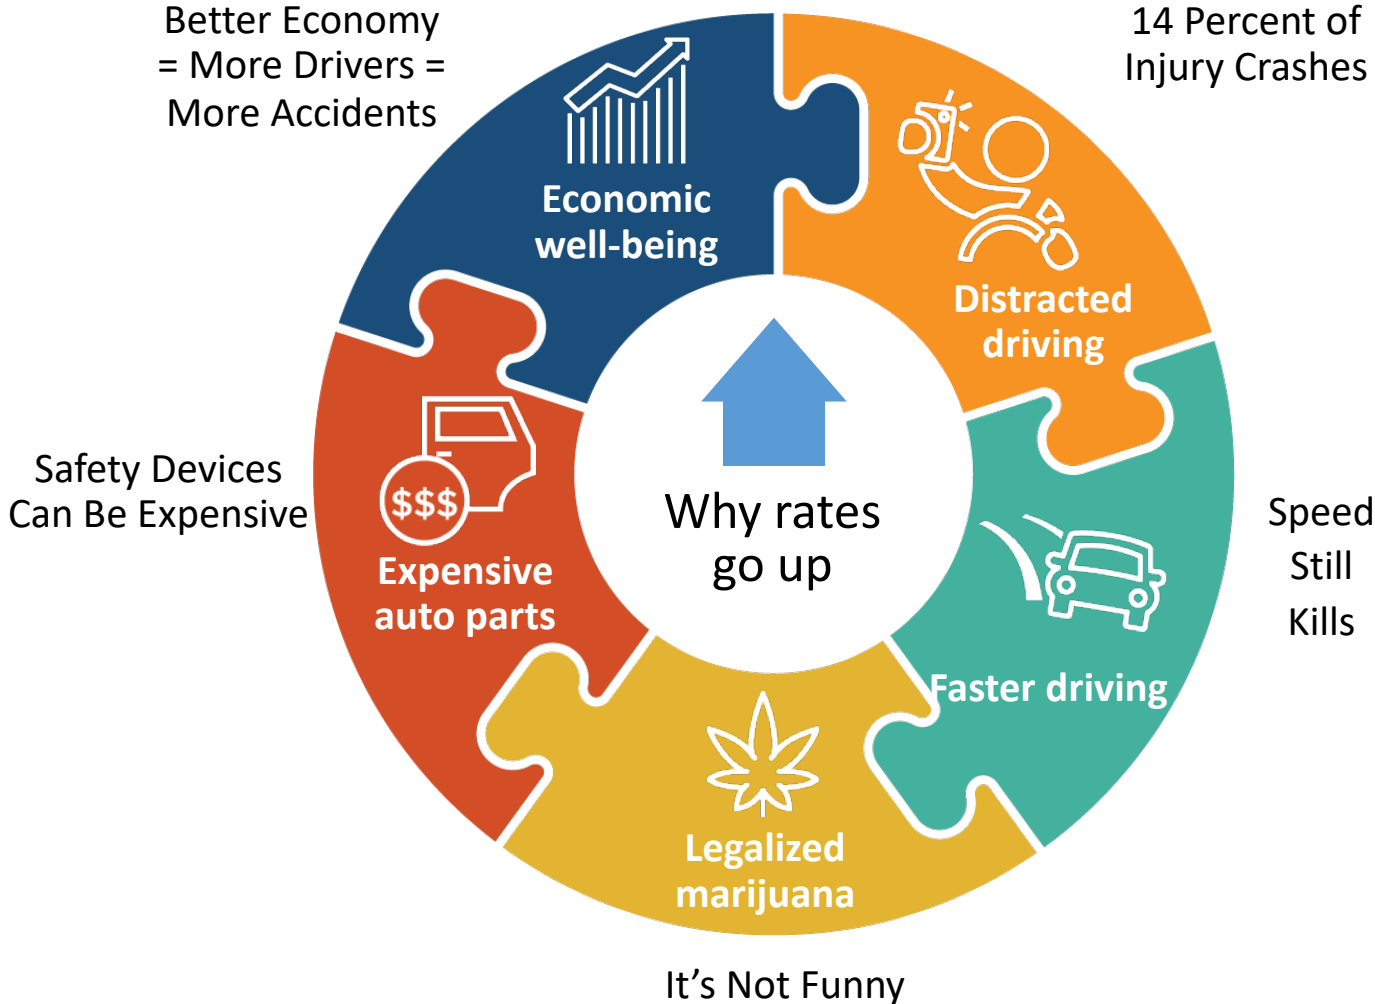 Better Economy
= More Drivers =
More Accidents
14 Percent of
Injury Crashes
Economic
well-being
Distracted
driving
Safety Devices
Can Be Expensive
$$$
Expensive
auto parts
Why rates
go up
Speed
Still
Kills
Faster driving
Legalized
marijuana
It's Not Funny